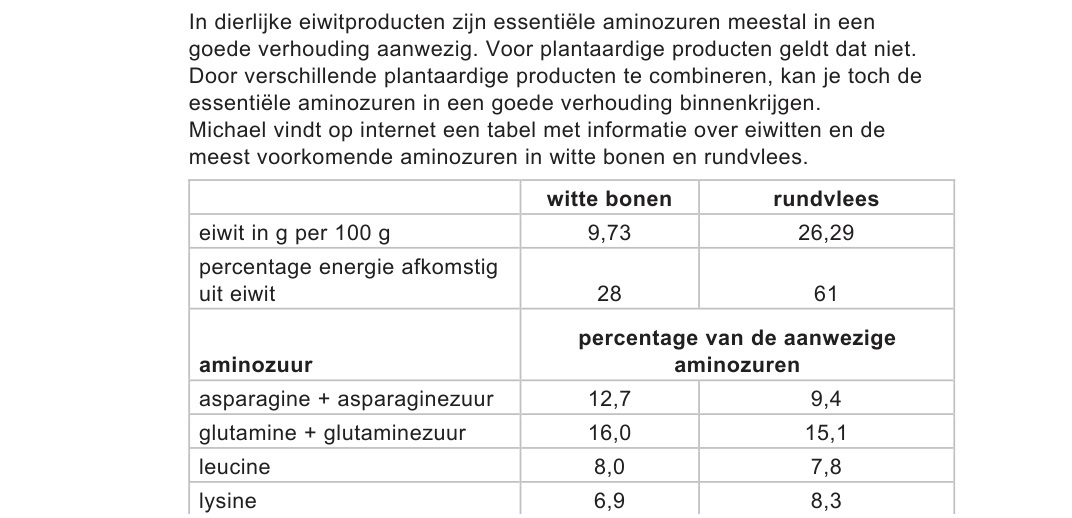 In dierlijke eiwitproducten zijn essentiële aminozuren meestal in een
goede verhouding aanwezig. Voor plantaardige producten geldt dat niet.
Door verschillende plantaardige producten te combineren, kan je toch de
essentiële aminozuren in een goede verhouding binnenkrijgen.
Michael vindt op internet een tabel met informatie over eiwitten en de
meest voorkomende aminozuren in witte bonen en rundvlees.
witte bonen rundvlees
eiwit in g per 100 g 9,73 26,29
percentage energie afkomstig
uit eiwit 28 61
percentage van de aanwezige
aminozuur aminozuren
asparagine + asparaginezuur 12,7 9,4
glutamine + glutaminezuur 16,0 15,1
leucine 8,0 7,8
lysine 6,9 8,3